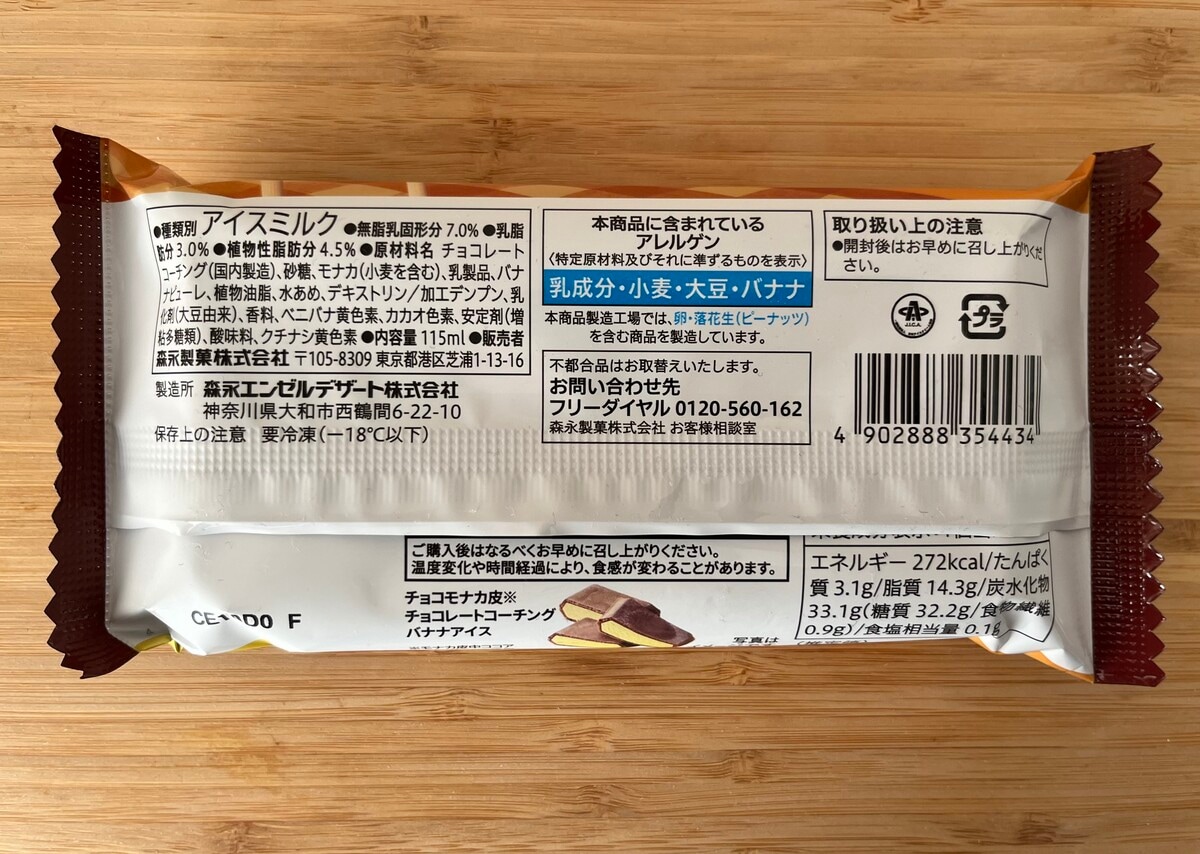 ●種類別 アイスミルク ●無脂乳固形分 7.0% ●乳脂
肪分 3.0% ●植物性脂肪分 4.5% ●原材料名 チョコレート
コーチング(国内製造)、砂糖、モナカ(小麦を含む)、乳製品、バナ
ナピューレ、植物油脂、水あめ、デキストリン/加工デンプン、乳
化剤(大豆由来)、香料、ベニバナ黄色素、カカオ色素、安定剤(増
粘多糖類)、酸味料、クチナシ黄色素 ●内容量 115ml ●販売者
森永製菓株式会社 〒105-8309 東京都港区芝浦1-13-16
製造所 森永エンゼルデザート株式会社
神奈川県大和市西鶴間6-22-10
保存上の注意 要冷凍(-18℃以下)
本商品に含まれている
アレルゲン
〈特定原材料及びそれに準ずるものを表示〉
乳成分・小麦・大豆・バナナ
本商品製造工場では、卵・落花生(ピーナッツ)
を含む商品を製造しています。
不都合品はお取替えいたします。
お問い合わせ先
フリーダイヤル 0120-560-162
森永製菓株式会社 お客様相談室
取り扱い上の注意
●開封後はお早めに召し上がりくだ
さい。
J.I.C.A.
プラ
4 902888 354434
ご購入後はなるべくお早めに召し上がりください。
温度変化や時間経過により、食感が変わることがあります。
チョコモナカ皮※
チョコレートコーチング
バナナアイス
※モナカ皮中ココア
写真は
エネルギー 272kcal/たんぱく
質 3.1g/脂質 14.3g/炭水化物
33.1g(糖質 32.2g/食物繊維
0.9g)/食塩相当量 0.1g
F